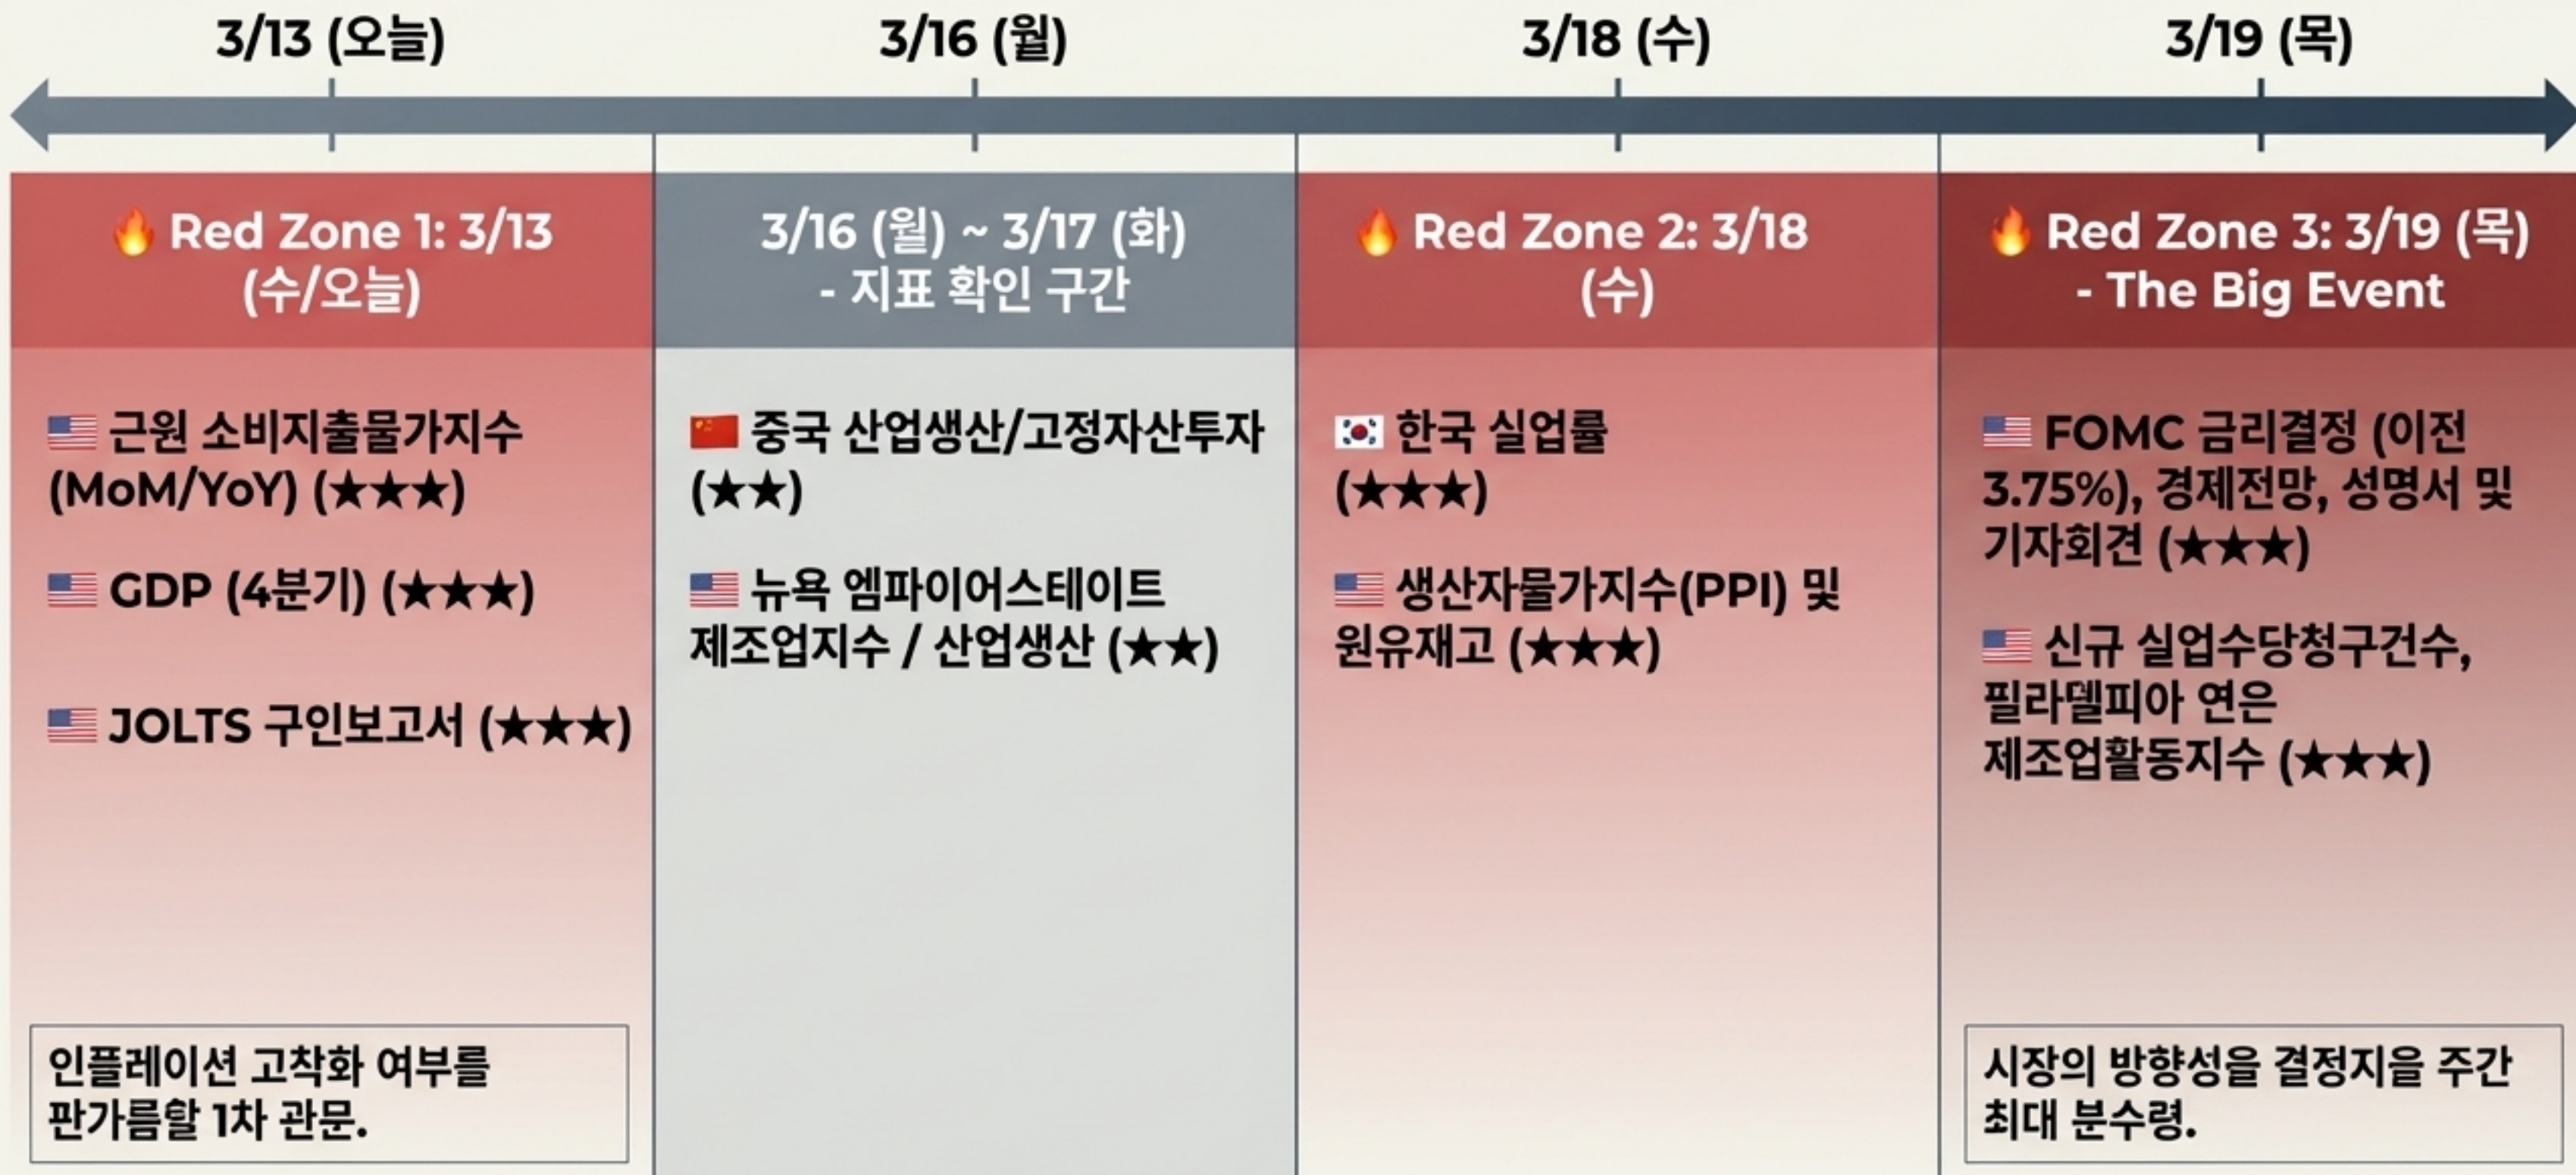 3/13 (오늘)
3/16 (월)
3/18 (수)
3/19 (목)
🔥 Red Zone 1: 3/13
(수/오늘)
🇺🇸 근원 소비지출물가지수
(MoM/YoY) (★★★)
🇺🇸 GDP (4분기) (★★★)
🇺🇸 JOLTS 구인보고서 (★★★)
인플레이션 고착화 여부를
판가름할 1차 관문.
3/16 (월) ~ 3/17 (화)
- 지표 확인 구간
🇨🇳 중국 산업생산/고정자산투자
(★★)
🇺🇸 뉴욕 엠파이어스테이트
제조업지수 / 산업생산 (★★)
🔥 Red Zone 2: 3/18
(수)
🇰🇷 한국 실업률
(★★★)
🇺🇸 생산자물가지수(PPI) 및
원유재고 (★★★)
🔥 Red Zone 3: 3/19 (목)
- The Big Event
🇺🇸 FOMC 금리결정 (이전
3.75%), 경제전망, 성명서 및
기자회견 (★★★)
🇺🇸 신규 실업수당청구건수,
필라델피아 연은
제조업활동지수 (★★★)
시장의 방향성을 결정지을 주간
최대 분수령.